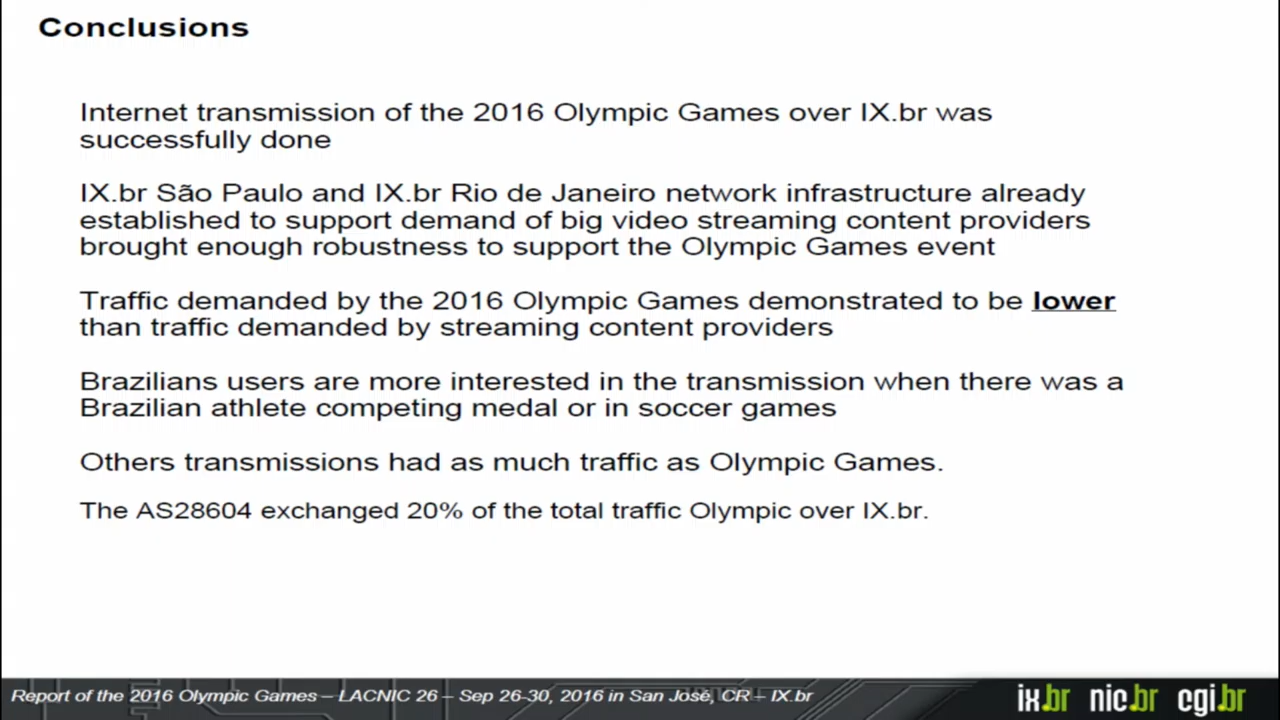 Conclusions
Internet transmission of the 2016 Olympic Games over IX.br was
successfully done
IX.br São Paulo and IX.br Rio de Janeiro network infrastructure already
established to support demand of big video streaming content providers
brought enough robustness to support the Olympic Games event
Traffic demanded by the 2016 Olympic Games demonstrated to be lower
than traffic demanded by streaming content providers
Brazilians users are more interested in the transmission when there was a
Brazilian athlete competing medal or in soccer games
Others transmissions had as much traffic as Olympic Games.
The AS28604 exchanged 20% of the total traffic Olympic over IX.br.
Report of the 2016 Olympic Games – LACNIC 26 – Sep 26-30, 2016 in San José, CR – IX.br
ix.br nic.br cgi.br